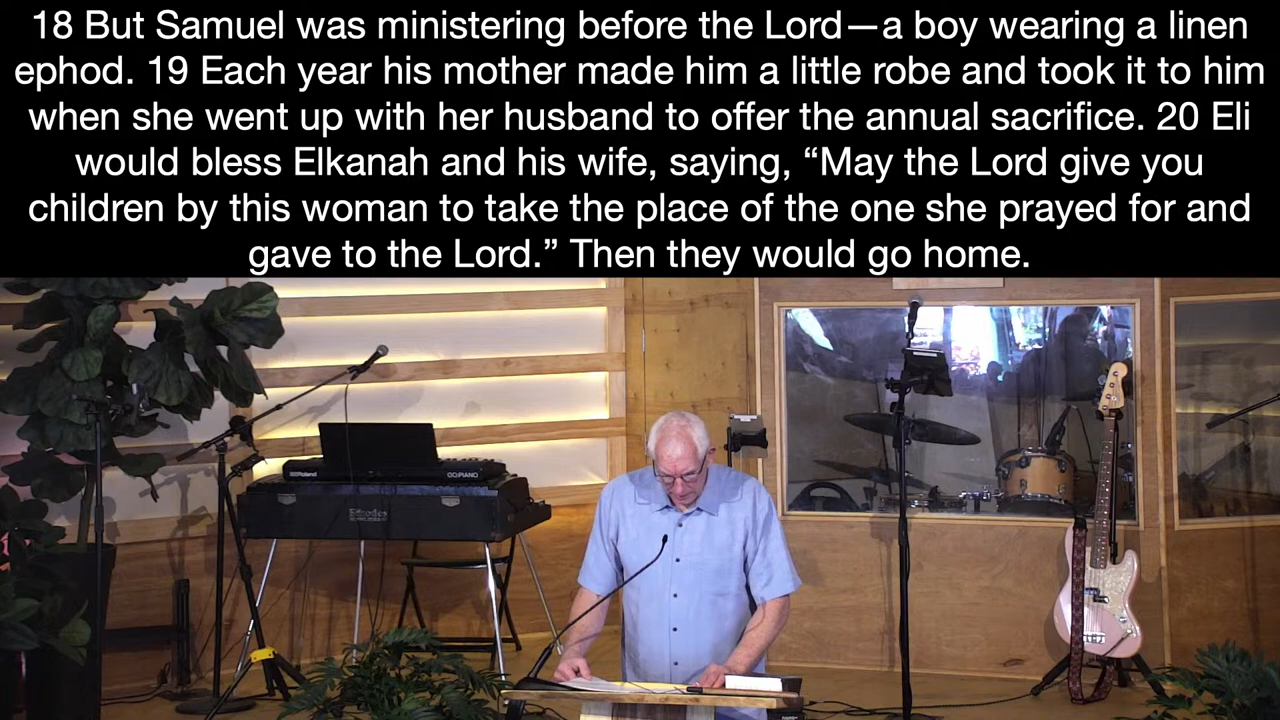 18 But Samuel was ministering before the Lord—a boy wearing a linen
ephod. 19 Each year his mother made him a little robe and took it to him
when she went up with her husband to offer the annual sacrifice. 20 Eli
would bless Elkanah and his wife, saying, “May the Lord give you
children by this woman to take the place of the one she prayed for and
gave to the Lord.” Then they would go home.
Roland
GO:PIANO
Rhodes